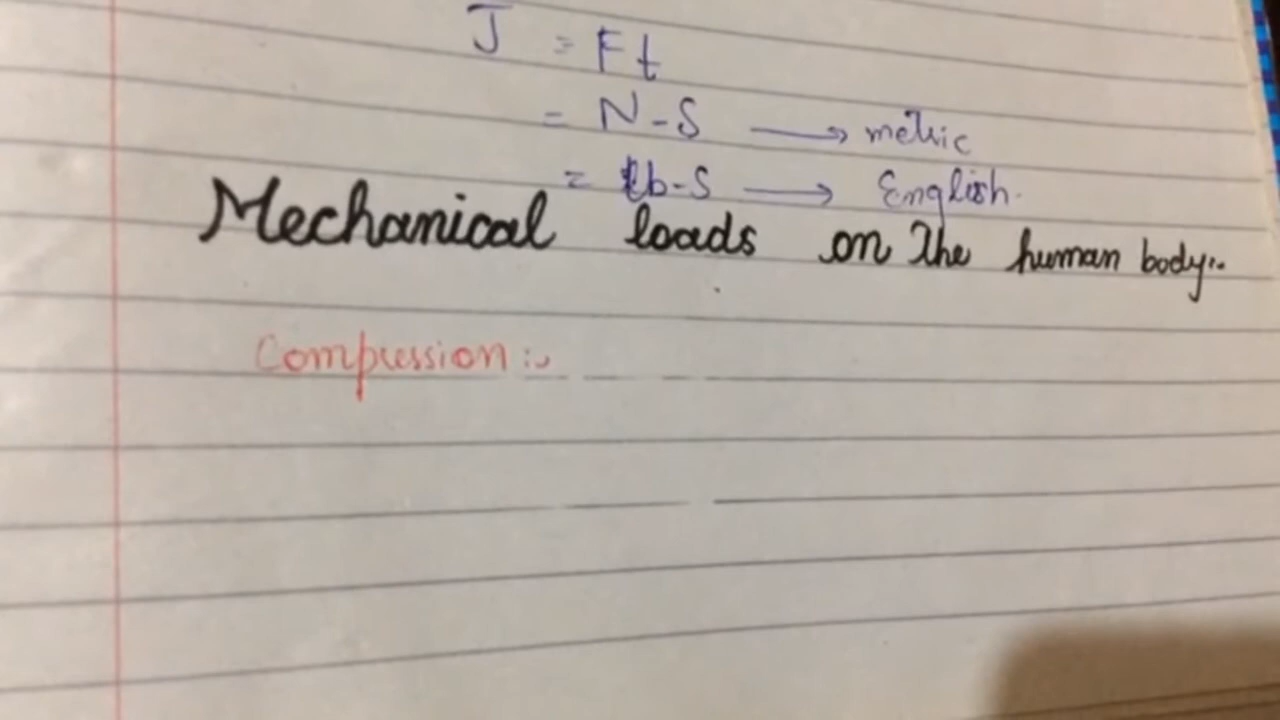 J = Ft
= N-S → metric
= lb-S → English.
Mechanical loads on The human body:-
Compression:-